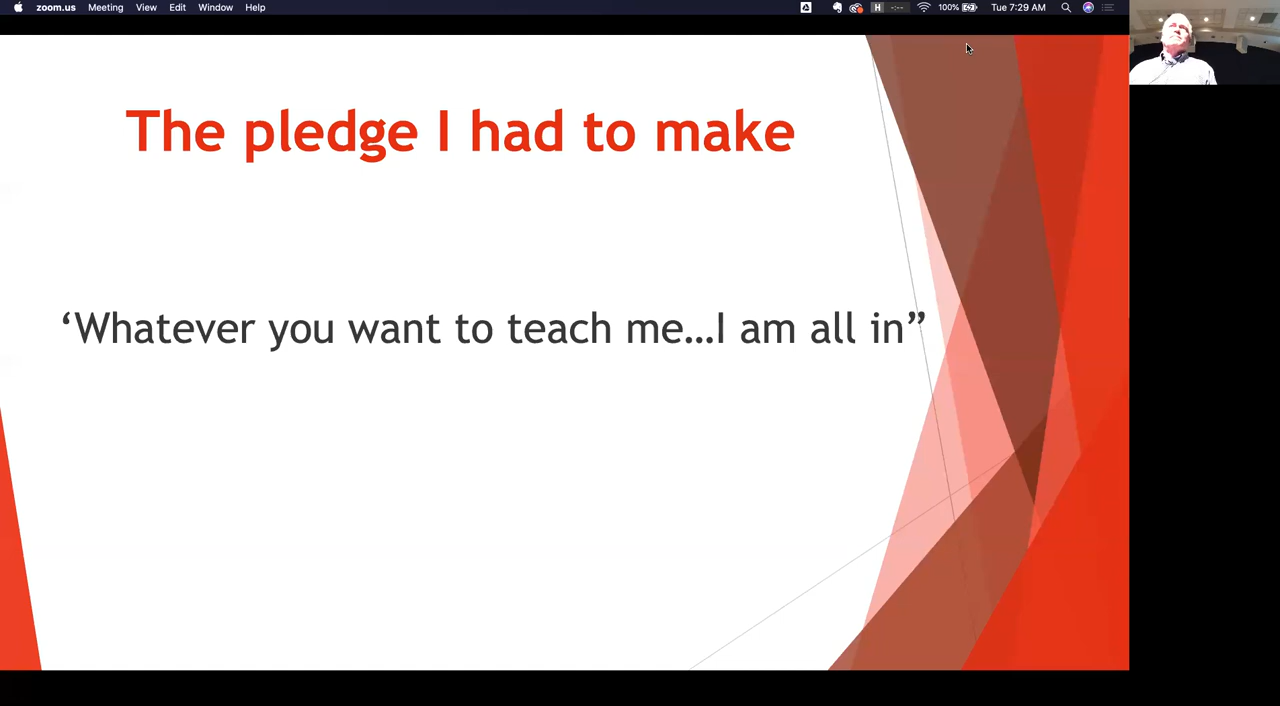 zoom.us Meeting View Edit Window Help H --:-- 100% Tue 7:29 AM
The pledge I had to make
‘Whatever you want to teach me...I am all in”